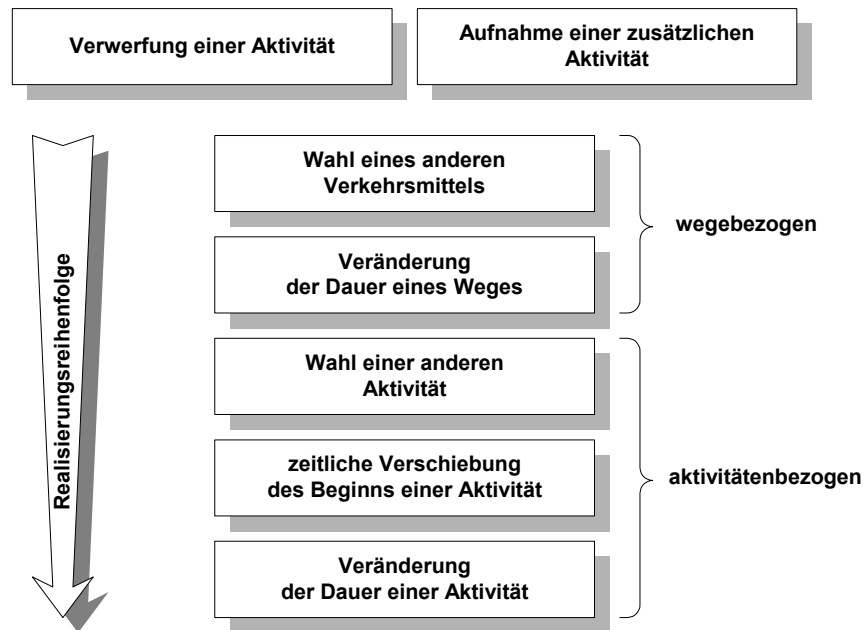 Verwerfung einer Aktivität
Aufnahme einer zusätzlichen
Aktivität
Realisierungsreihenfolge
Wahl eines anderen
Verkehrsmittels
Veränderung
der Dauer eines Weges
wegebezogen
Wahl einer anderen
Aktivität
zeitliche Verschiebung
des Beginns einer Aktivität
Veränderung
der Dauer einer Aktivität
aktivitätenbezogen